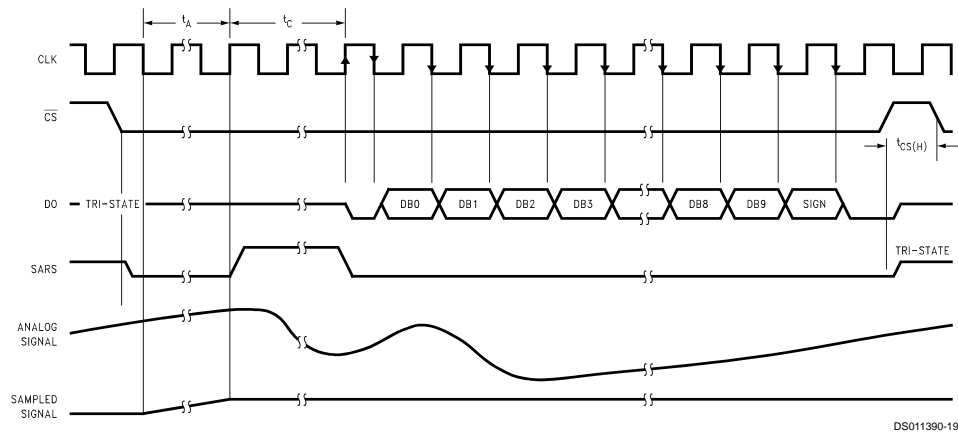 tA
tC
CLK
CS
tCS(H)
DO
TRI-STATE
DB0
DB1
DB2
DB3
DB8
DB9
SIGN
TRI-STATE
SARS
ANALOG
SIGNAL
SAMPLED
SIGNAL
DS011390-19